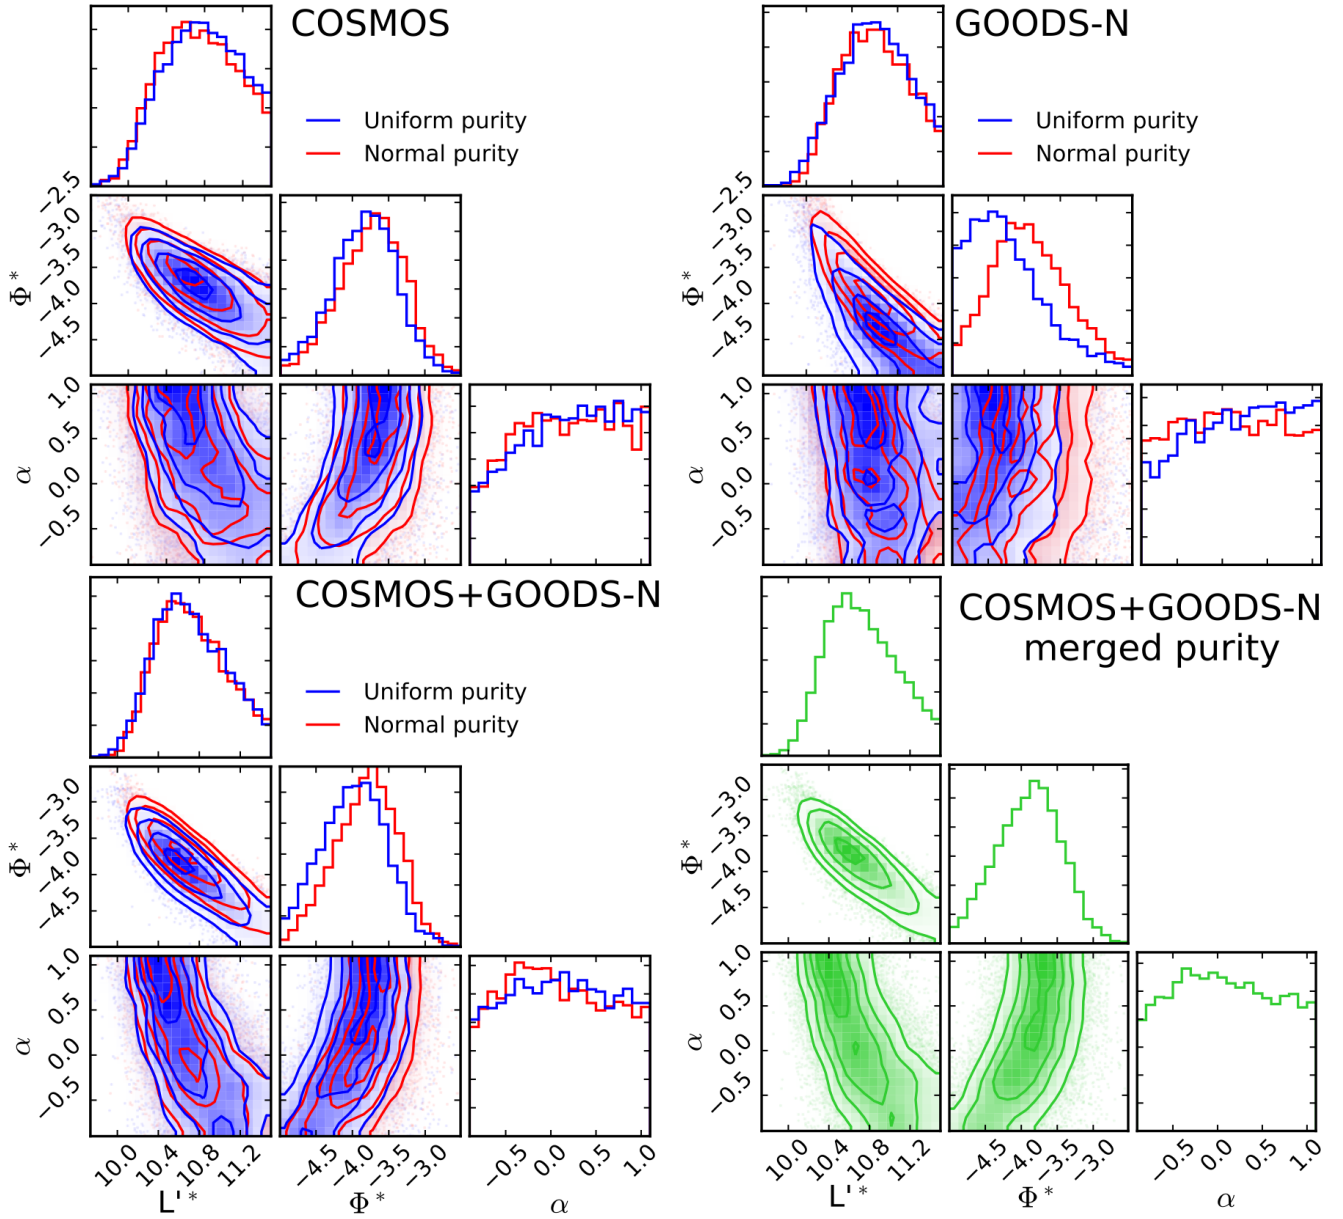 COSMOS
Uniform purity
Normal purity
−2.5
−3.0
−3.5
−4.0
−4.5
Φ*
1.0
0.5
0.0
−0.5
α
GOODS-N
Uniform purity
Normal purity
−2.5
−3.0
−3.5
−4.0
−4.5
Φ*
1.0
0.5
0.0
−0.5
α
COSMOS+GOODS-N
Uniform purity
Normal purity
−3.0
−3.5
−4.0
−4.5
Φ*
1.0
0.5
0.0
−0.5
α
10.0 10.4 10.8 11.2
−4.5 −4.0 −3.5 −3.0
−0.5 0.0 0.5 1.0
L'* Φ* α
COSMOS+GOODS-N
merged purity
−3.0
−3.5
−4.0
−4.5
Φ*
1.0
0.5
0.0
−0.5
α
10.0 10.4 10.8 11.2
−4.5 −4.0 −3.5 −3.0
−0.5 0.0 0.5 1.0
L'* Φ* α